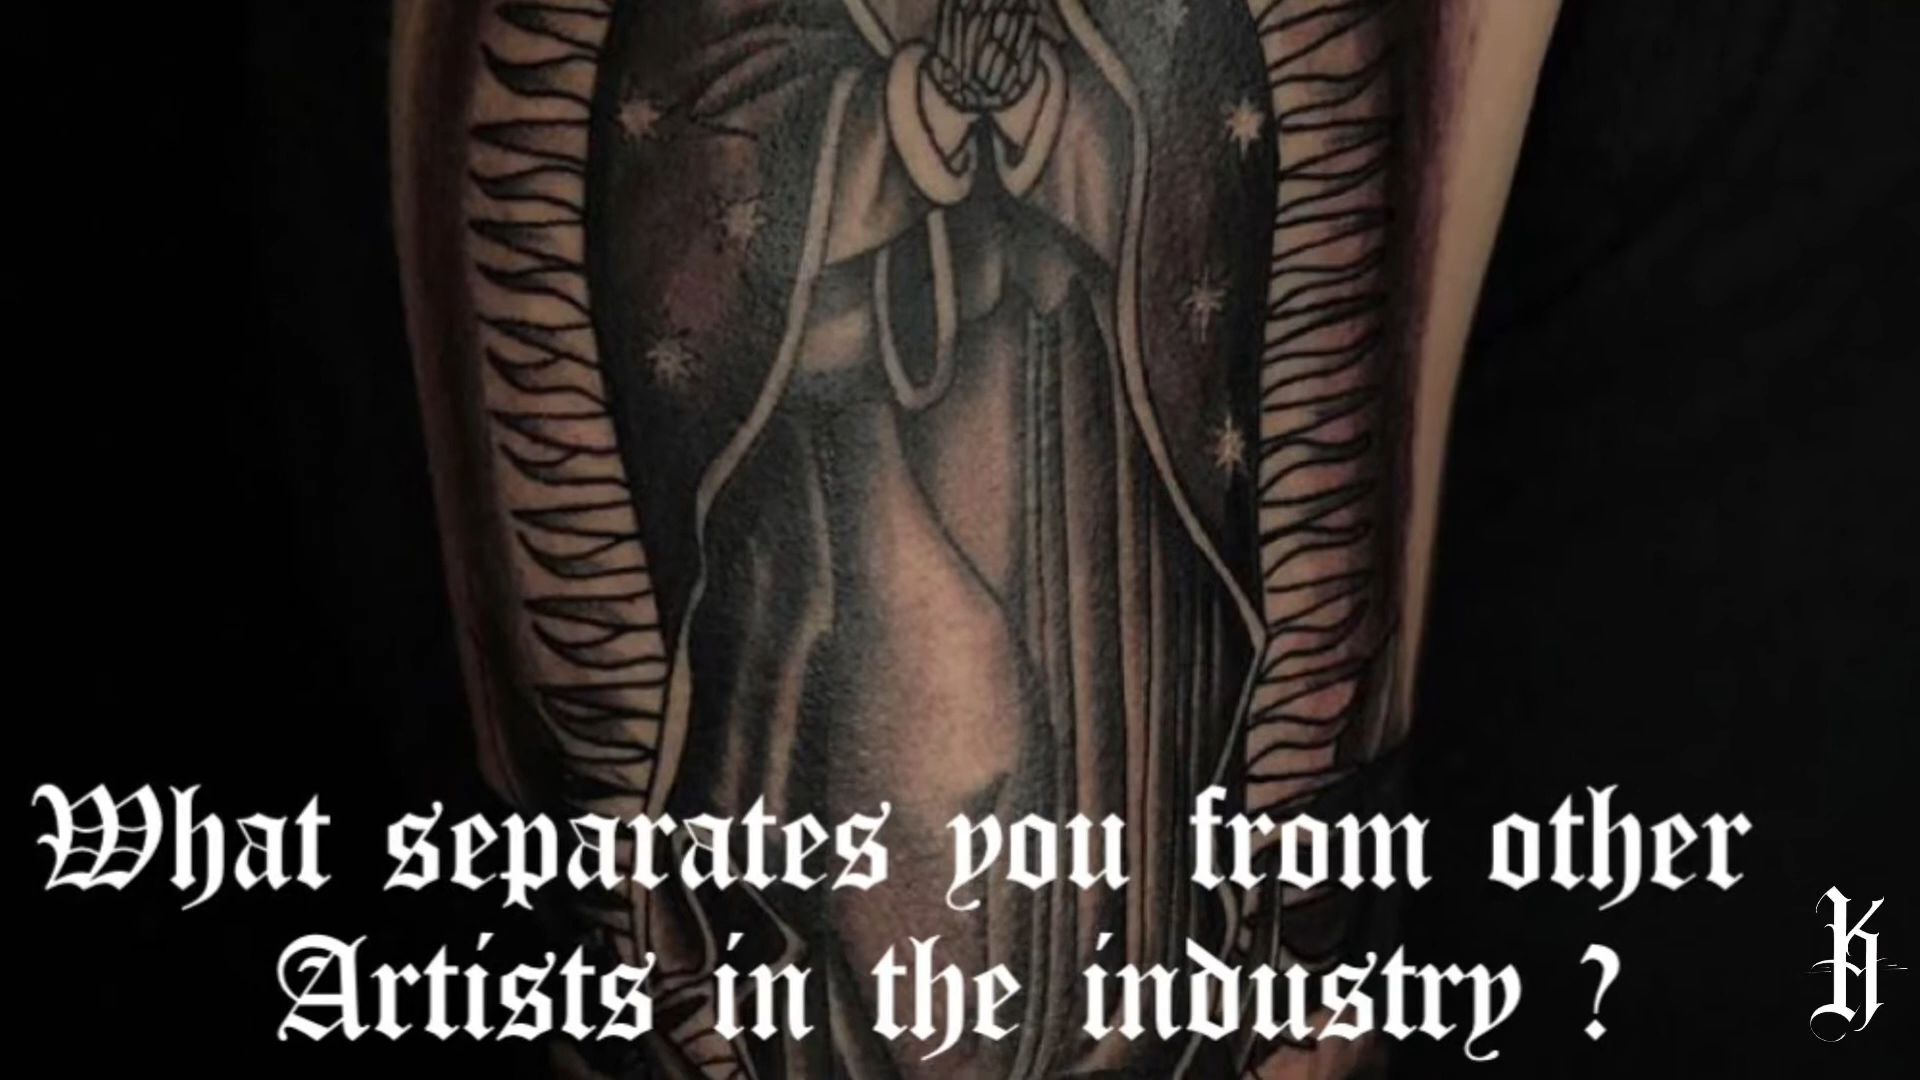 What separates you from other
Artists in the industry ?